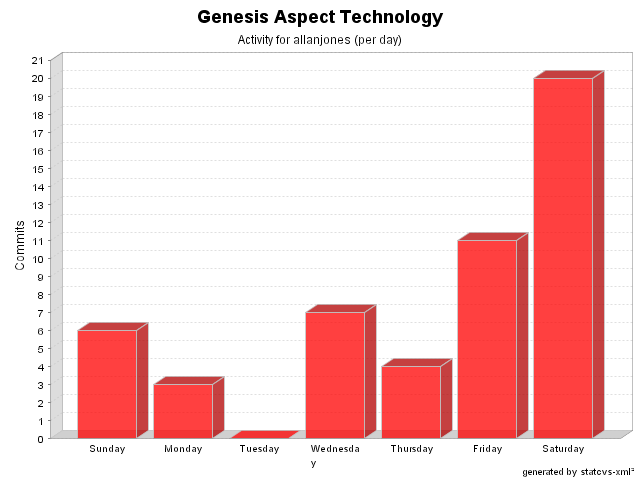 Genesis Aspect Technology
Activity for allanjones (per day)
21
20
19
18
17
16
15
14
13
12
11
10
9
8
7
6
5
4
3
2
1
0
Commits
Sunday
Monday
Tuesday
Wednesda
y
Thursday
Friday
Saturday
generated by statcvs-xml²